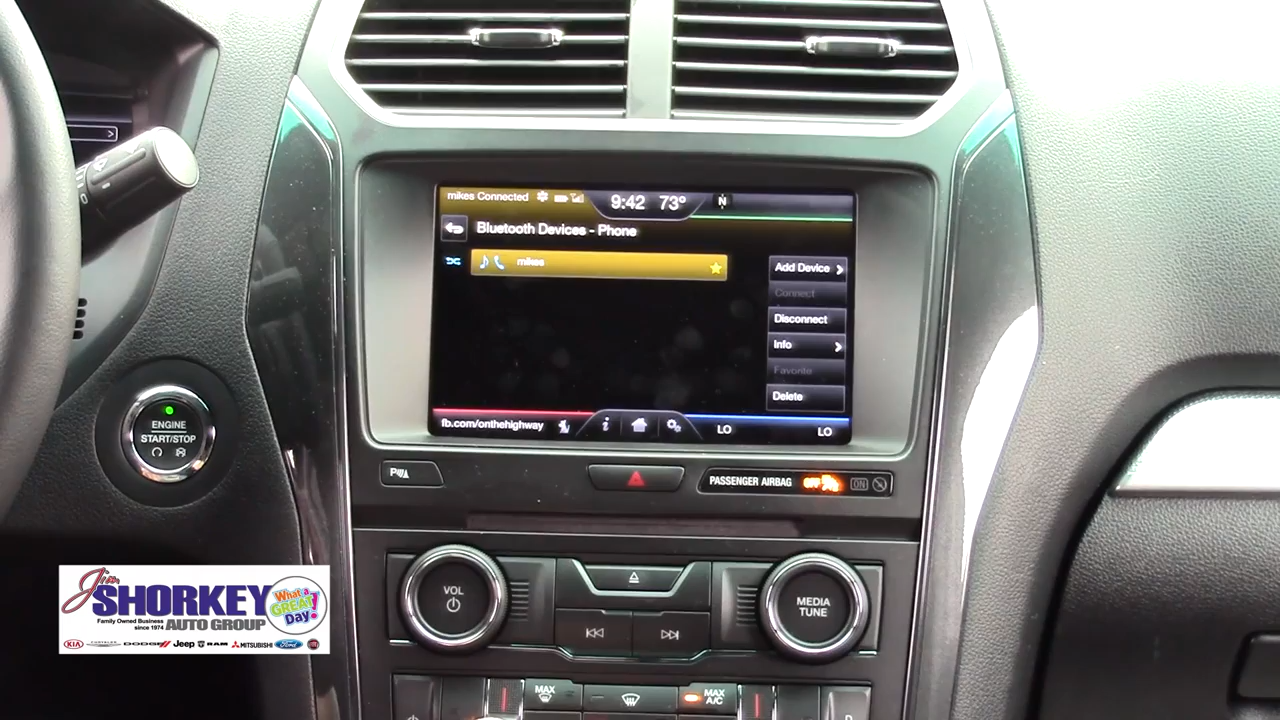 mikes Connected
9:42 73° N
Bluetooth Devices - Phone
mikes
Add Device
Connect
Disconnect
Info
Favorite
Delete
fb.com/onthehighway
LO
LO
ENGINE
START/STOP
P
PASSENGER AIRBAG OFF ON
VOL
MEDIA
TUNE
MAX
MAX
A/C
Jim
SHORKEY
AUTO GROUP
Family Owned Business
since 1974
What a
GREAT
Day!
KIA CHRYSLER DODGE Jeep RAM MITSUBISHI Ford